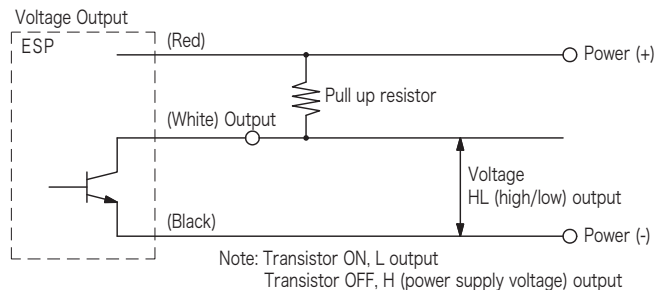 Voltage Output
ESP
(Red)
Power (+)
Pull up resistor
(White) Output
Voltage
HL (high/low) output
(Black)
Power (-)
Note: Transistor ON, L output
Transistor OFF, H (power supply voltage) output